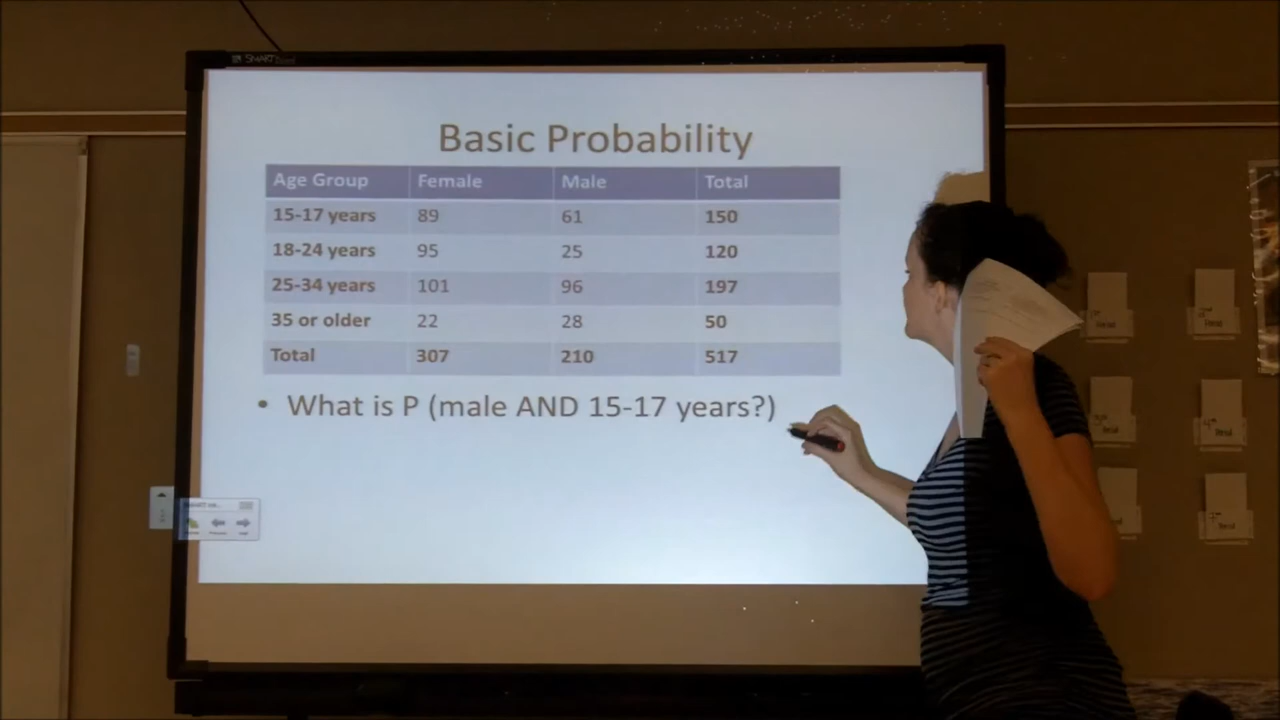 SMART
Basic Probability
Age Group Female Male Total
15-17 years 89 61 150
18-24 years 95 25 120
25-34 years 101 96 197
35 or older 22 28 50
Total 307 210 517
• What is P (male AND 15-17 years?)